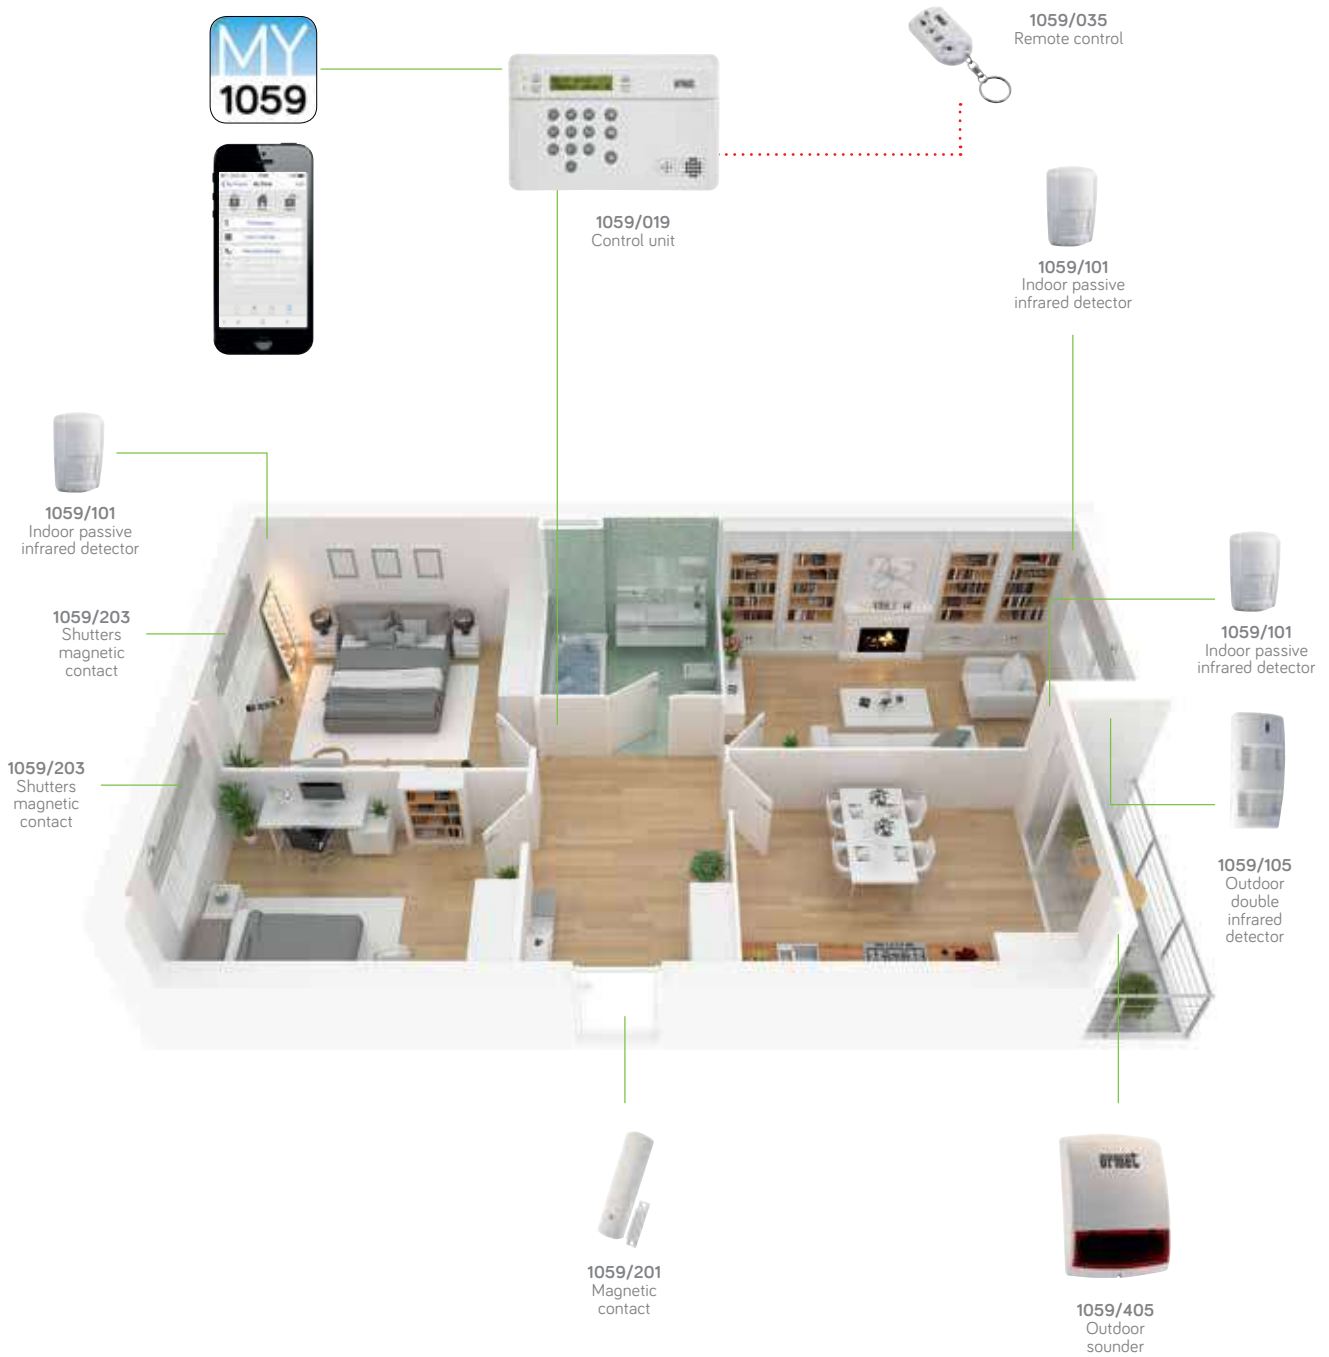 MY
1059
1059/035
Remote control
urmet
1059/019
Control unit
1059/101
Indoor passive
infrared detector
1059/101
Indoor passive
infrared detector
1059/203
Shutters
magnetic
contact
1059/101
Indoor passive
infrared detector
1059/203
Shutters
magnetic
contact
1059/105
Outdoor
double
infrared
detector
urmet
1059/201
Magnetic
contact
1059/405
Outdoor
sounder